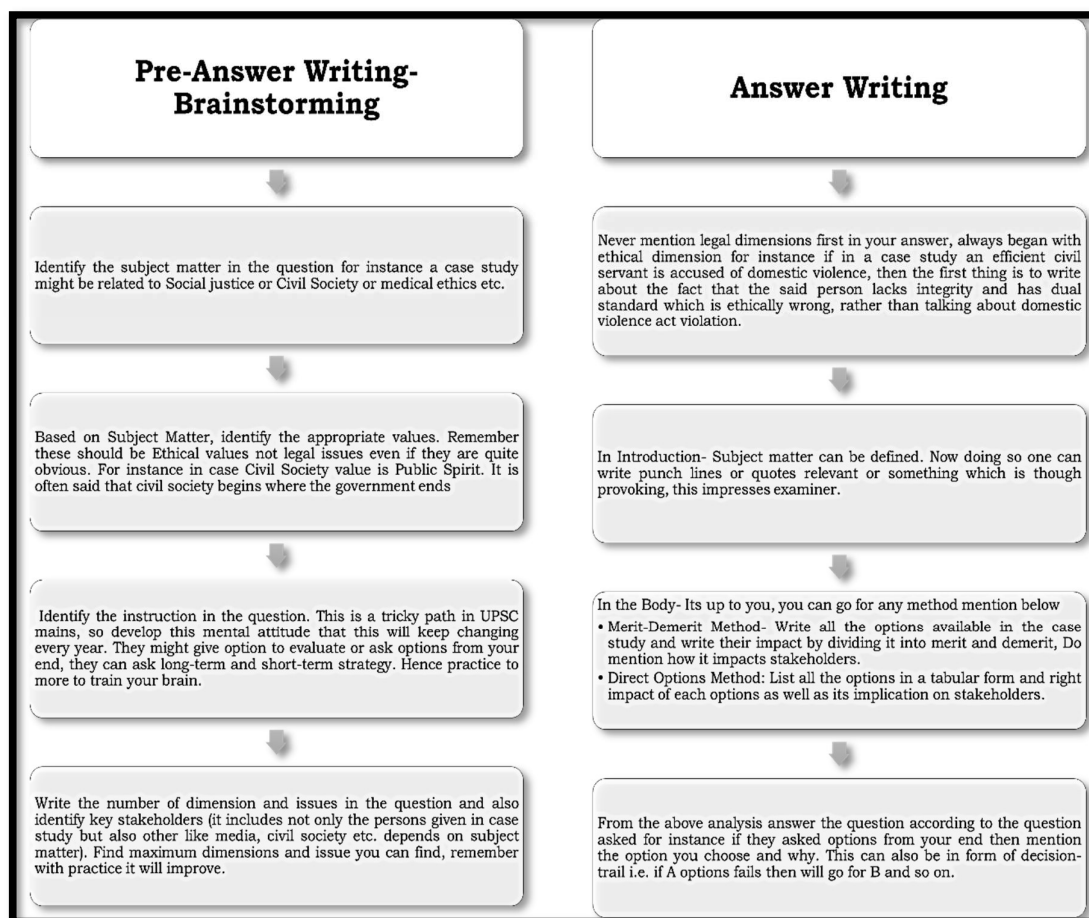 Pre-Answer Writing-
Brainstorming
Identify the subject matter in the question for instance a case study
might be related to Social justice or Civil Society or medical ethics etc.
Based on Subject Matter, identify the appropriate values. Remember
these should be Ethical values not legal issues even if they are quite
obvious. For instance in case Civil Society value is Public Spirit. It is
often said that civil society begins where the government ends
Identify the instruction in the question. This is a tricky path in UPSC
mains, so develop this mental attitude that this will keep changing
every year. They might give option to evaluate or ask options from your
end, they can ask long-term and short-term strategy. Hence practice to
more to train your brain.
Write the number of dimension and issues in the question and also
identify key stakeholders (it includes not only the persons given in case
study but also other like media, civil society etc. depends on subject
matter). Find maximum dimensions and issue you can find, remember
with practice it will improve.
Answer Writing
Never mention legal dimensions first in your answer, always began with
ethical dimension for instance if in a case study an efficient civil
servant is accused of domestic violence, then the first thing is to write
about the fact that the said person lacks integrity and has dual
standard which is ethically wrong, rather than talking about domestic
violence act violation.
In Introduction- Subject matter can be defined. Now doing so one can
write punch lines or quotes relevant or something which is though
provoking, this impresses examiner.
In the Body- Its up to you, you can go for any method mention below
• Merit-Demerit Method- Write all the options available in the case
study and write their impact by dividing it into merit and demerit, Do
mention how it impacts stakeholders.
• Direct Options Method: List all the options in a tabular form and right
impact of each options as well as its implication on stakeholders.
From the above analysis answer the question according to the question
asked for instance if they asked options from your end then mention
the option you choose and why. This can also be in form of decision-
trail i.e. if A options fails then will go for B and so on.